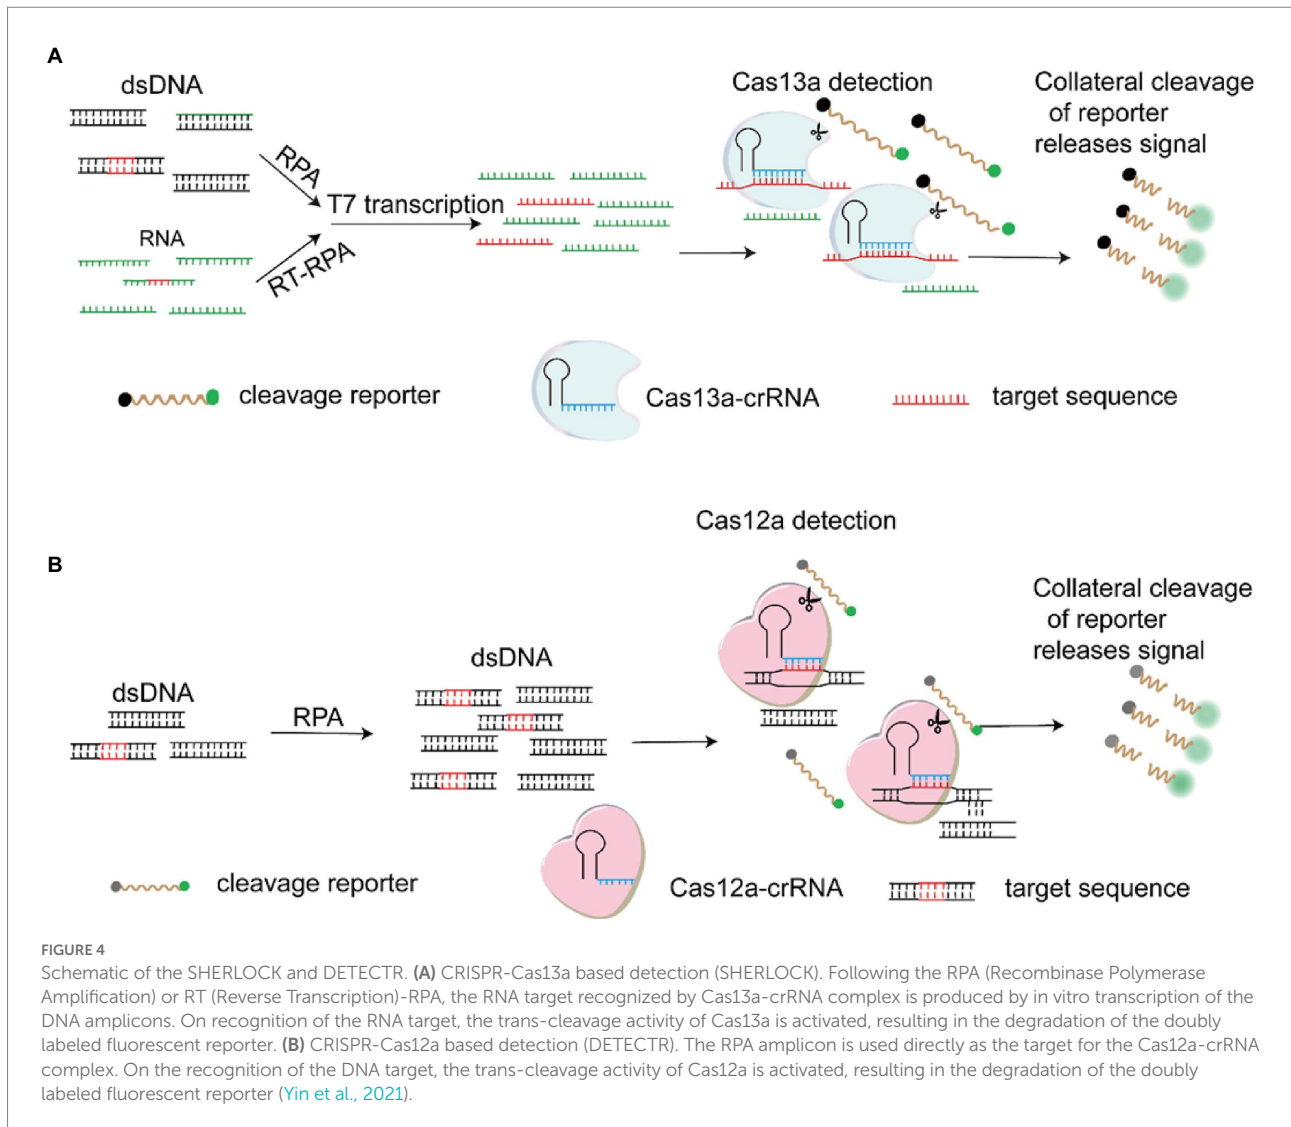 A
dsDNA
RPA
RNA
RT-RPA
T7 transcription
Cas13a detection
Collateral cleavage
of reporter
releases signal
cleavage reporter
Cas13a-crRNA
target sequence
B
dsDNA
RPA
dsDNA
Cas12a detection
Collateral cleavage
of reporter
releases signal
cleavage reporter
Cas12a-crRNA
target sequence
FIGURE 4
Schematic of the SHERLOCK and DETECTR. (A) CRISPR-Cas13a based detection (SHERLOCK). Following the RPA (Recombinase Polymerase
Amplification) or RT (Reverse Transcription)-RPA, the RNA target recognized by Cas13a-crRNA complex is produced by in vitro transcription of the
DNA amplicons. On recognition of the RNA target, the trans-cleavage activity of Cas13a is activated, resulting in the degradation of the doubly
labeled fluorescent reporter. (B) CRISPR-Cas12a based detection (DETECTR). The RPA amplicon is used directly as the target for the Cas12a-crRNA
complex. On the recognition of the DNA target, the trans-cleavage activity of Cas12a is activated, resulting in the degradation of the doubly
labeled fluorescent reporter (Yin et al., 2021).